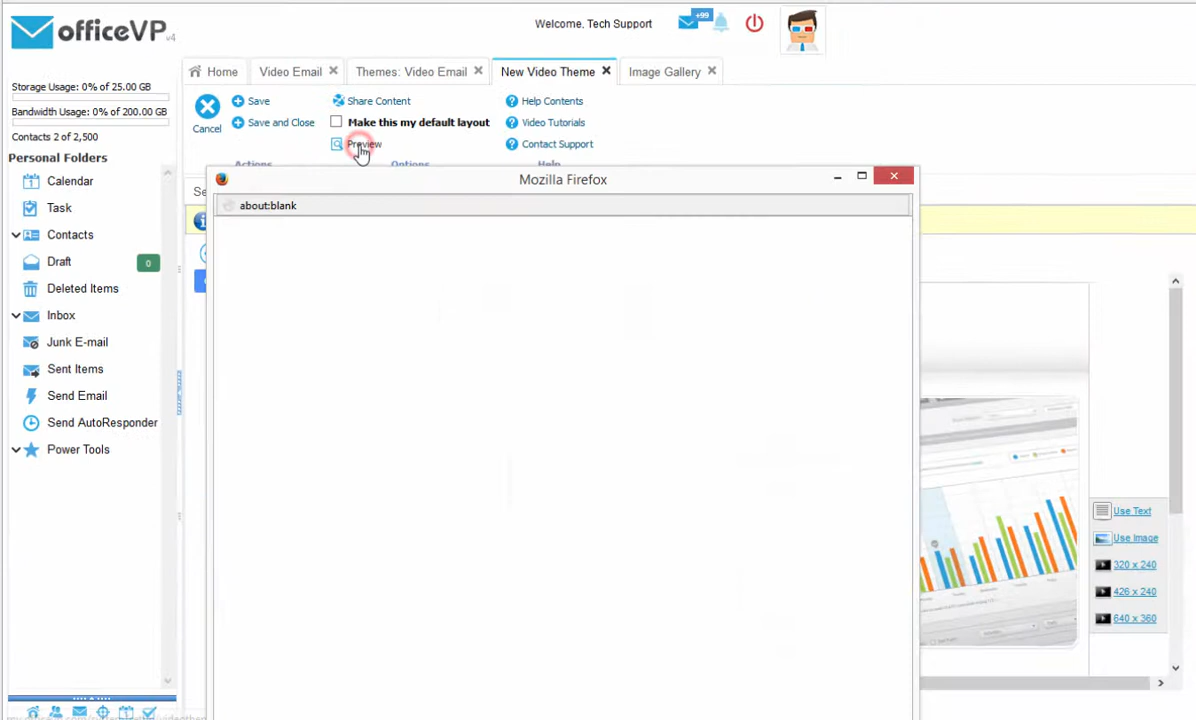 officeVP v4
Welcome, Tech Support
+99
Storage Usage: 0% of 25.00 GB
Bandwidth Usage: 0% of 200.00 GB
Contacts 2 of 2,500
Personal Folders
Calendar
Task
Contacts
Draft
0
Deleted Items
Inbox
Junk E-mail
Sent Items
Send Email
Send AutoResponder
Power Tools
Home
Video Email
Themes: Video Email
New Video Theme
Image Gallery
Cancel
Save
Save and Close
Share Content
Make this my default layout
Preview
Help Contents
Video Tutorials
Contact Support
Actions
Options
Help
Se
Mozilla Firefox
about:blank
Use Text
Use Image
320 x 240
426 x 240
640 x 360